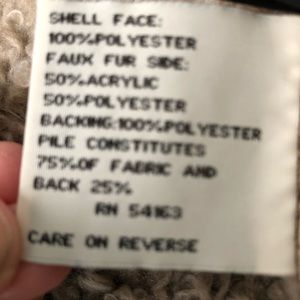 SHELL FACE:
100%POLYESTER
FAUX FUR SIDE:
50%ACRYLIC
50%POLYESTER
BACKING:100%POLYESTER
PILE CONSTITUTES
75%OF FABRIC AND
BACK 25%
RN 54163
CARE ON REVERSE